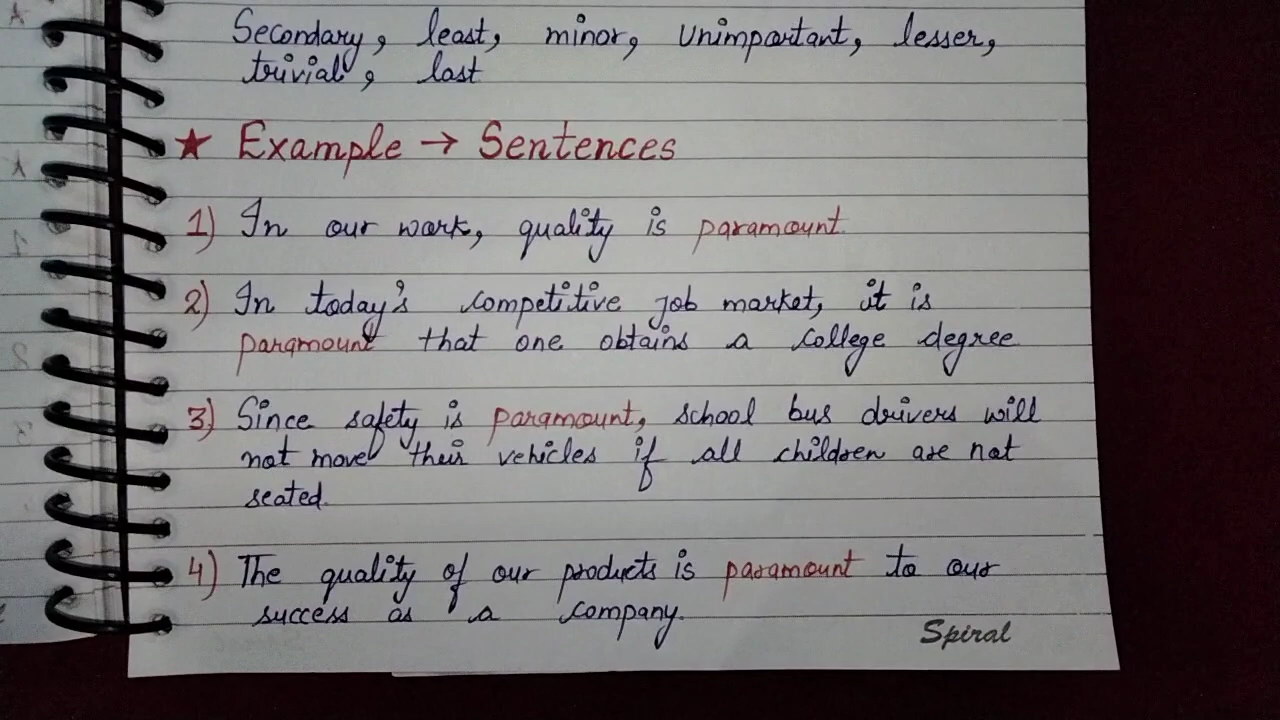 Secondary, least, minor, Unimportant, lesser,
trivial, last
★ Example → Sentences
1) In our work, quality is paramount.
2) In today's competitive job market, it is
paramount that one obtains a college degree
3) Since safety is paramount, school bus drivers will
not move their vehicles if all children are not
seated.
4) The quality of our products is paramount to our
success as a company.
Spiral